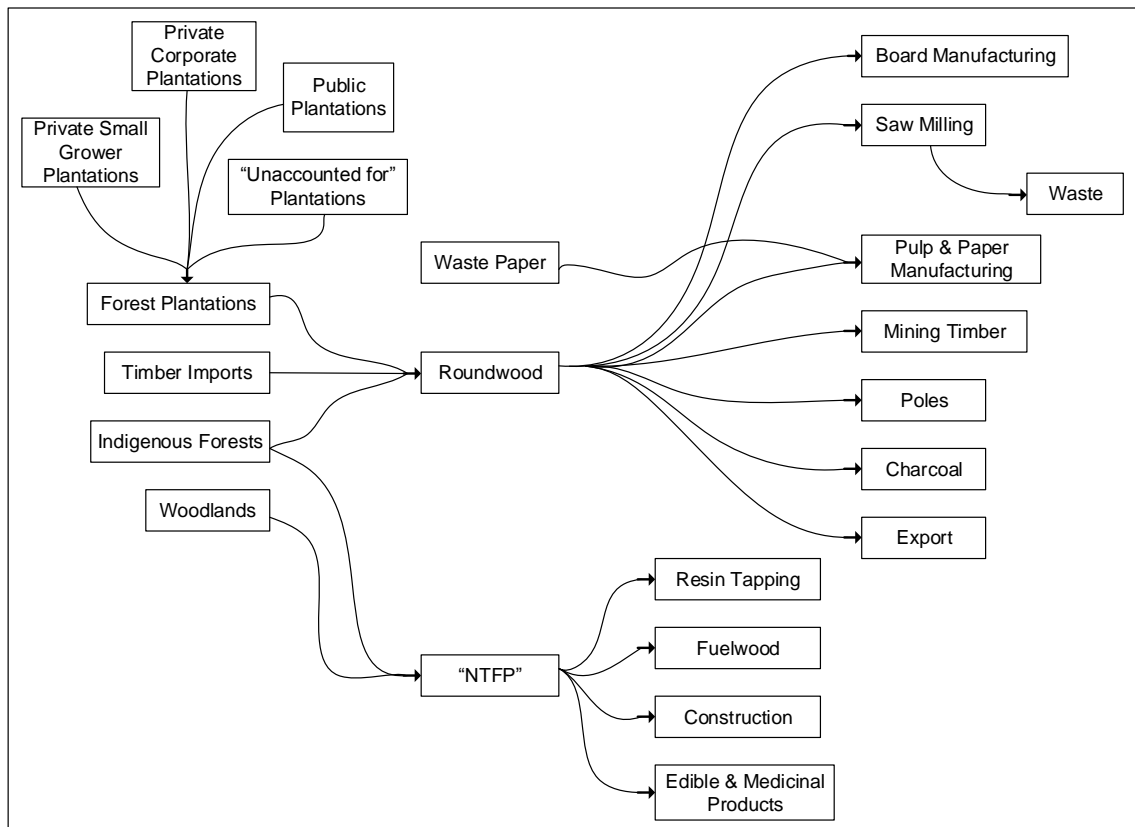 Private
Corporate
Plantations
Public
Plantations
Private Small
Grower
Plantations
“Unaccounted for”
Plantations
Forest Plantations
Timber Imports
Indigenous Forests
Woodlands
Waste Paper
Roundwood
“NTFP”
Board Manufacturing
Saw Milling
Waste
Pulp & Paper
Manufacturing
Mining Timber
Poles
Charcoal
Export
Resin Tapping
Fuelwood
Construction
Edible & Medicinal
Products